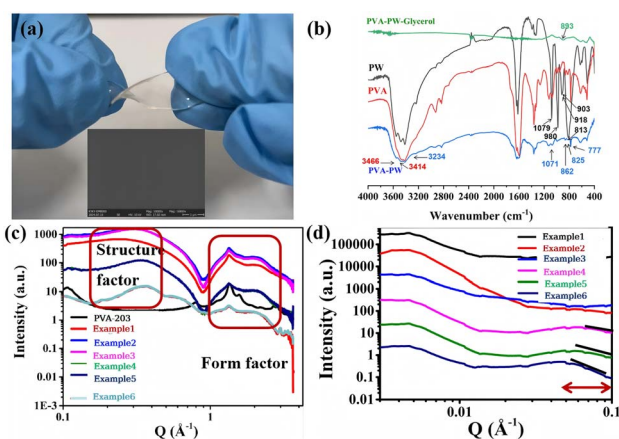 (a)
(b)
PVA-PW-Glycerol
893
PW
PVA
1079
903
980
918
813
3466
3414
3234
PVA-PW
1071
862
825
777
4000 3600 3200 2800 2400 2000 1600 1200 800 400
Wavenumber (cm-1)
(c)
1000
100
10
1
0.1
0.01
1E-3
Intensity (a.u.)
Structure
factor
Form factor
PVA-203
Example1
Example2
Example3
Example4
Example5
Example6
0.1 1
Q (Å-1)
(d)
100000
10000
1000
100
10
1
0.1
0.01
Intensity (a.u.)
Example1
Example2
Example3
Example4
Example5
Example6
0.01 0.1
Q (Å-1)